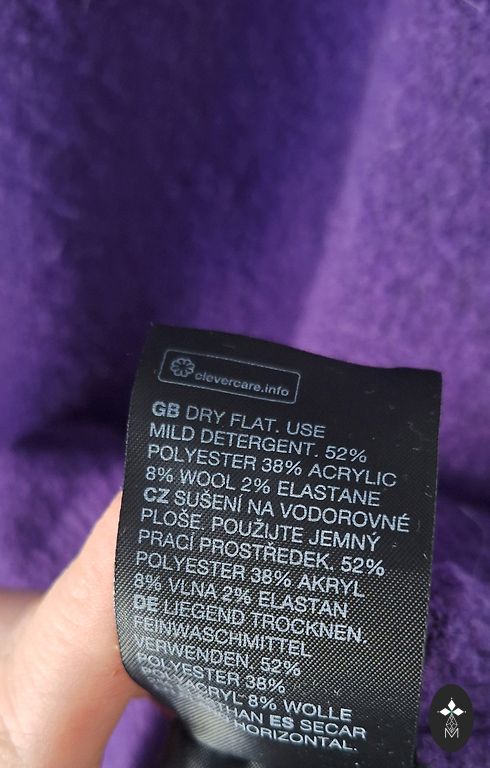 clevercare.info
GB DRY FLAT. USE
MILD DETERGENT. 52%
POLYESTER 38% ACRYLIC
8% WOOL 2% ELASTANE
CZ SUŠENÍ NA VODOROVNÉ
PLOŠE. POUŽIJTE JEMNÝ
PRACÍ PROSTŘEDEK. 52%
POLYESTER 38% AKRYL
8% VLNA 2% ELASTAN
DE LIEGEND TROCKNEN.
FEINWASCHMITTEL
VERWENDEN. 52%
POLYESTER 38%
8% WOLLE
ES SECAR
HORIZONTAL.